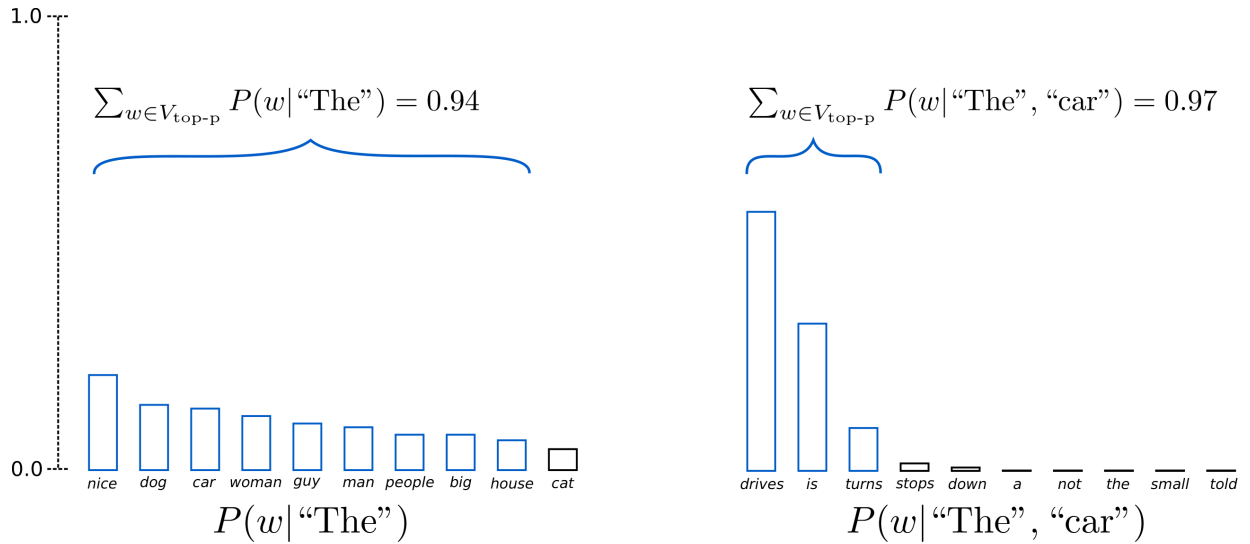 1.0
∑w∈Vtop-p P(w|“The”) = 0.94
∑w∈Vtop-p P(w|“The”, “car”) = 0.97
0.0
nice dog car woman guy man people big house cat
drives is turns stops down a not the small told
P(w|“The”)
P(w|“The”, “car”)